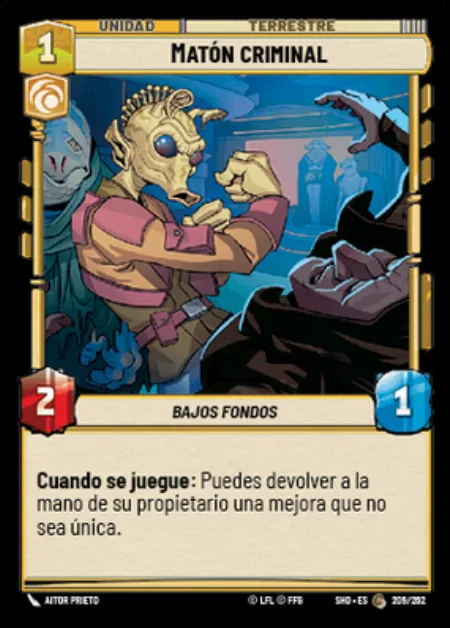 UNIDAD
TERRESTRE
1
MATÓN CRIMINAL
2
BAJOS FONDOS
1
Cuando se juegue: Puedes devolver a la
mano de su propietario una mejora que no
sea única.
AITOR PRIETO
© LFL © FFG
SHD • ES
209/262